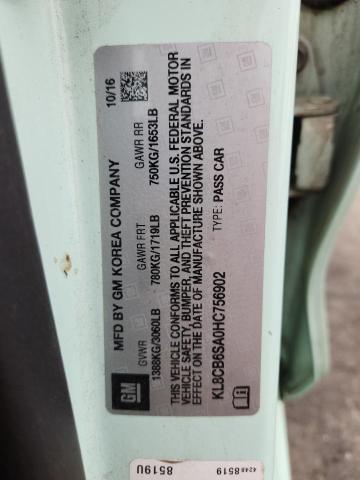 MFD BY GM KOREA COMPANY 10/16
GVWR GAWR FRT GAWR RR
1388KG/3060LB 780KG/1719LB 750KG/1653LB
THIS VEHICLE CONFORMS TO ALL APPLICABLE U.S. FEDERAL MOTOR
VEHICLE SAFETY, BUMPER, AND THEFT PREVENTION STANDARDS IN
EFFECT ON THE DATE OF MANUFACTURE SHOWN ABOVE.
KL8CB6SA0HC756902 TYPE: PASS CAR
GM
4248 8519
8519U